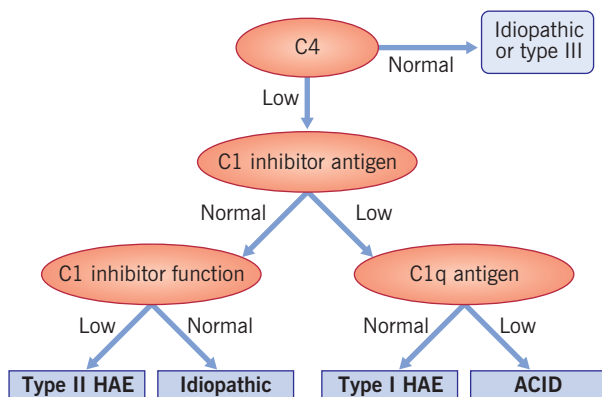 C4
Normal
Idiopathic
or type III
Low
C1 inhibitor antigen
Normal
Low
C1 inhibitor function
C1q antigen
Low
Normal
Normal
Low
Type II HAE
Idiopathic
Type I HAE
ACID